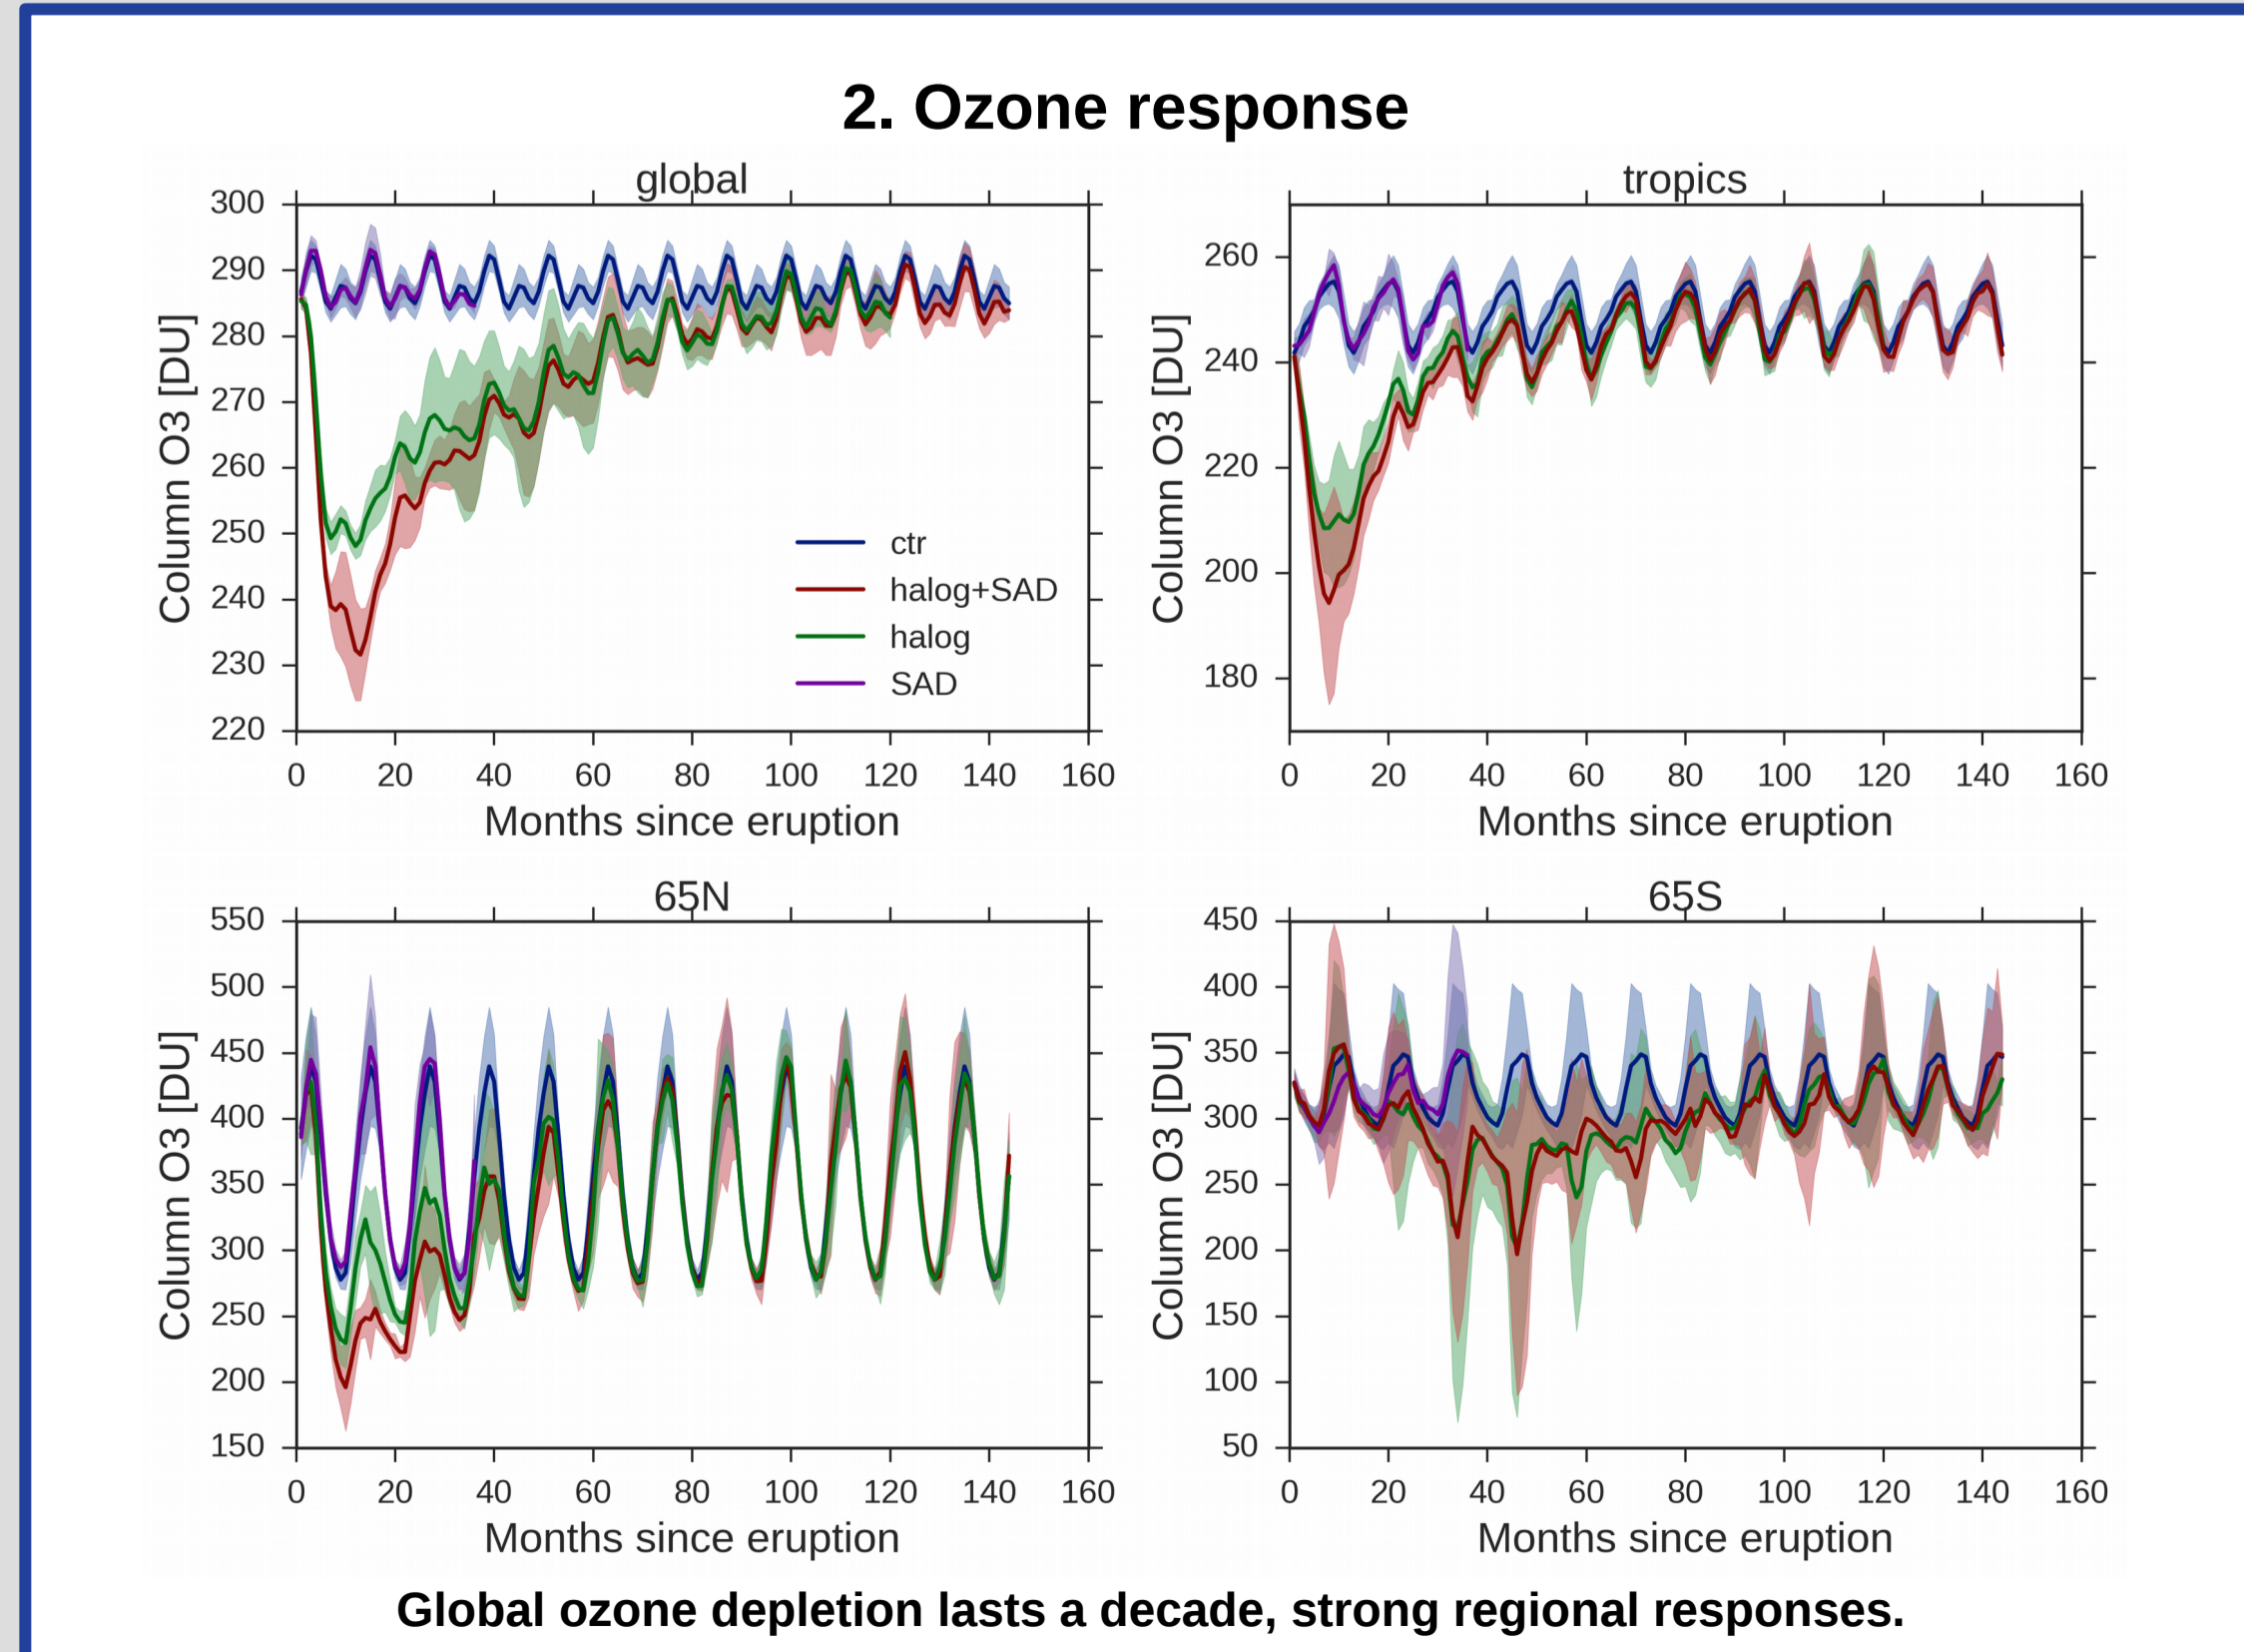 2. Ozone response
global
300
290
280
270
260
250
240
230
220
Column O3 [DU]
ctr
halog+SAD
halog
SAD
0 20 40 60 80 100 120 140 160
Months since eruption
tropics
260
240
220
200
180
Column O3 [DU]
0 20 40 60 80 100 120 140 160
Months since eruption
65N
550
500
450
400
350
300
250
200
150
Column O3 [DU]
0 20 40 60 80 100 120 140 160
Months since eruption
65S
450
400
350
300
250
200
150
100
50
Column O3 [DU]
0 20 40 60 80 100 120 140 160
Months since eruption
Global ozone depletion lasts a decade, strong regional responses.